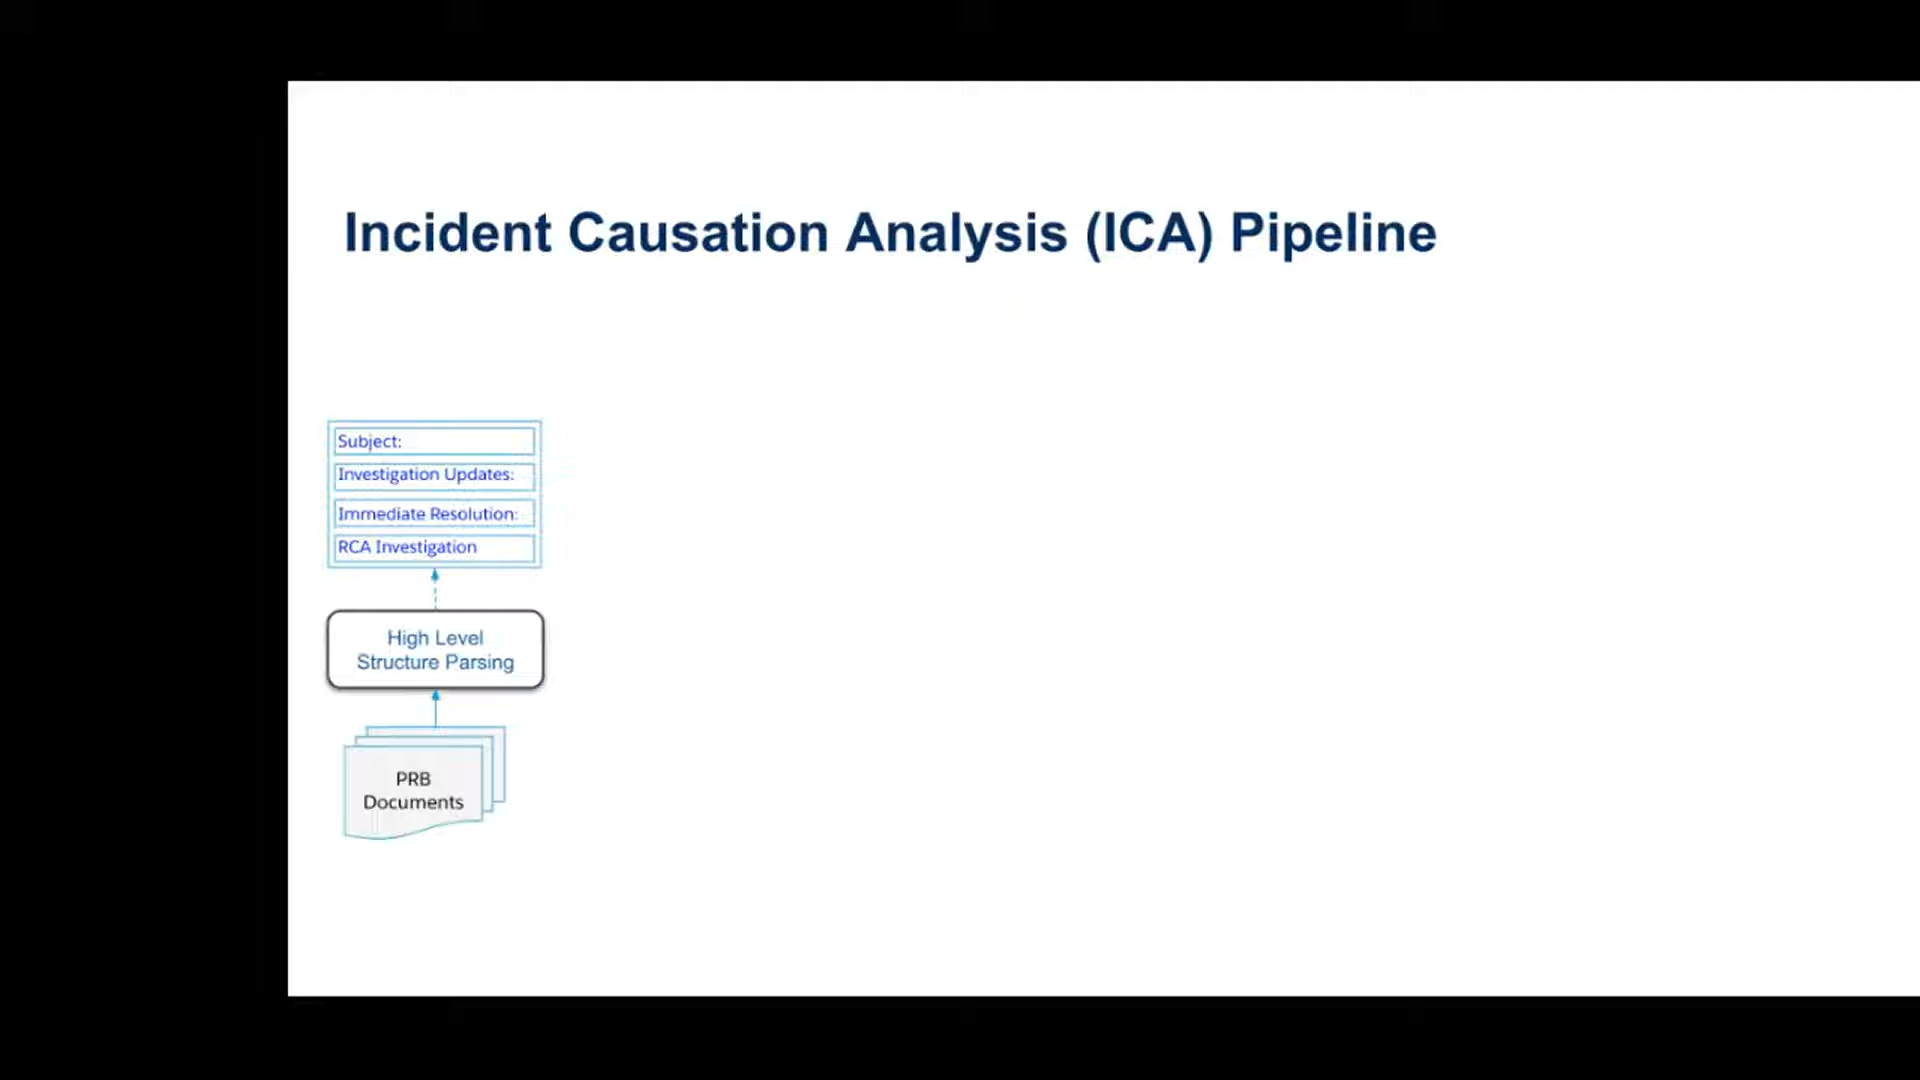 Incident Causation Analysis (ICA) Pipeline
Subject:
Investigation Updates:
Immediate Resolution:
RCA Investigation
High Level
Structure Parsing
PRB
Documents